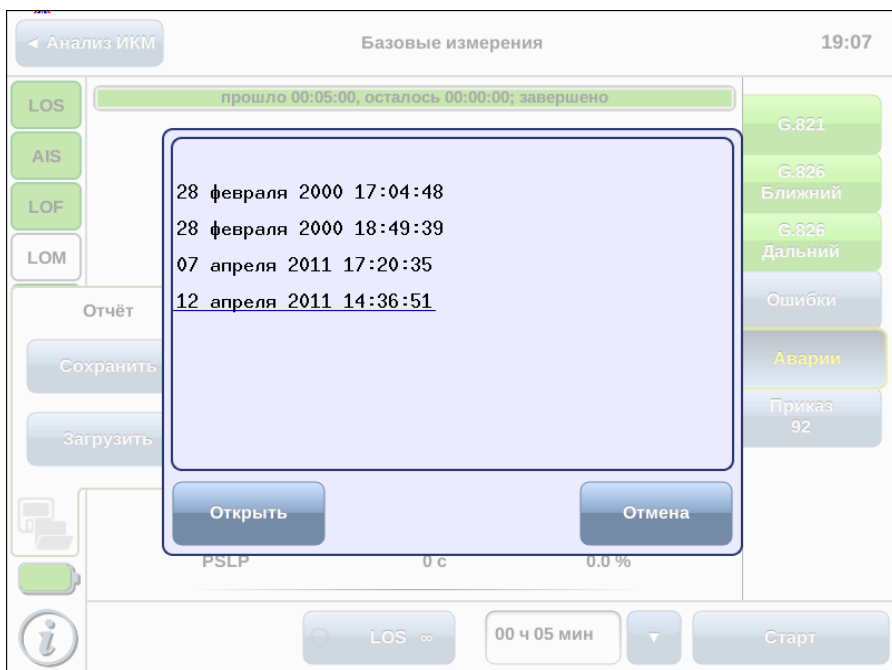 ◄ Анализ ИКМ
Базовые измерения
19:07
LOS
AIS
LOF
LOM
прошло 00:05:00, осталось 00:00:00; завершено
G.821
G.826
Ближний
G.826
Дальний
Ошибки
Аварии
Приказ
92
Отчёт
Сохранить
Загрузить
28 февраля 2000 17:04:48
28 февраля 2000 18:49:39
07 апреля 2011 17:20:35
12 апреля 2011 14:36:51
Открыть
Отмена
PSLP 0 с 0.0 %
i
LOS ∞
00 ч 05 мин
▼
Старт